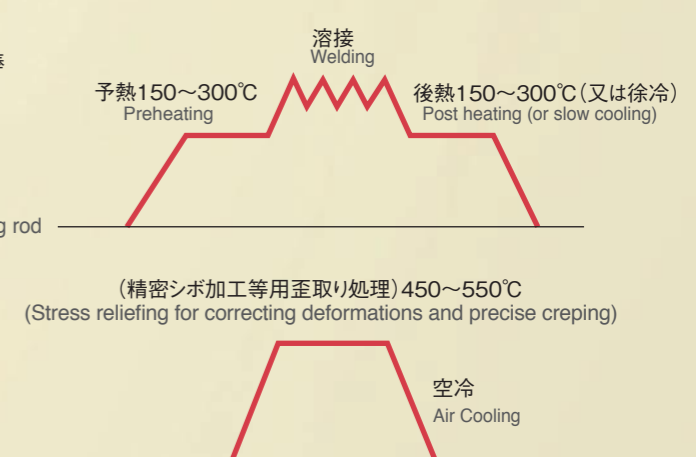 溶接
Welding
予熱150～300℃
Preheating
後熱150～300℃(又は徐冷)
Post heating (or slow cooling)
rod
(精密シボ加工等用歪取り処理)450～550℃
(Stress reliefing for correcting deformations and precise creping)
空冷
Air Cooling